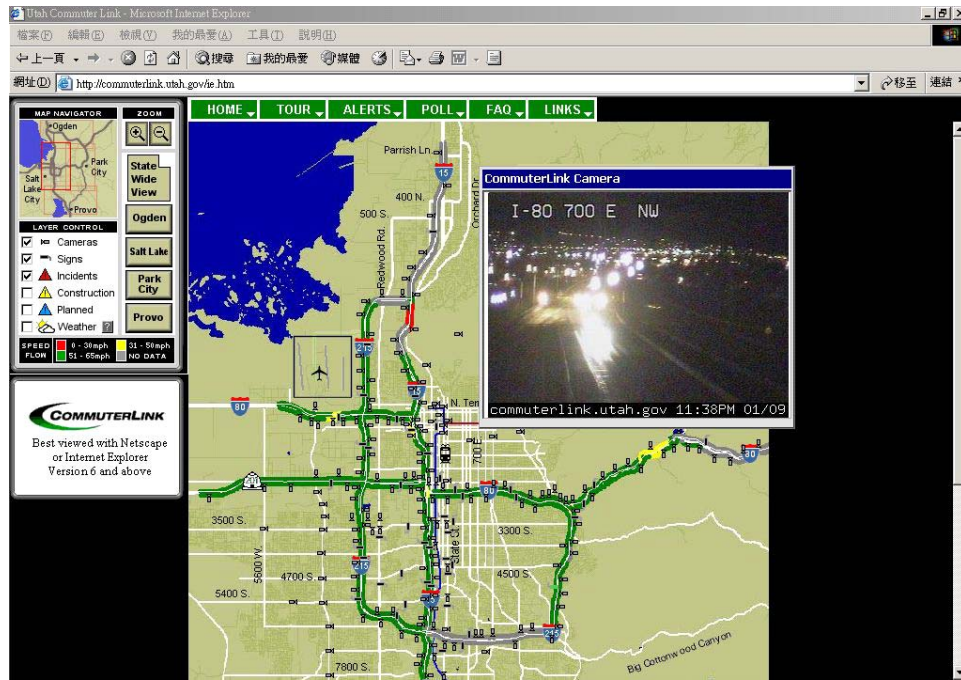 Utah Commuter Link - Microsoft Internet Explorer
檔案(F) 編輯(E) 檢視(V) 我的最愛(A) 工具(T) 說明(H)
上一頁 搜尋 我的最愛 媒體
網址(D) http://commuterlink.utah.gov/ie.htm 移至 連結
HOME TOUR ALERTS POLL FAQ LINKS
MAP NAVIGATOR
Ogden
Park City
Salt Lake City
Provo
ZOOM
State Wide View
Ogden
Salt Lake
Park City
Provo
LAYER CONTROL
Cameras
Signs
Incidents
Construction
Planned
Weather ?
SPEED FLOW
0 - 30mph 31 - 50mph
51 - 65mph NO DATA
COMMUTERLINK
Best viewed with Netscape
or Internet Explorer
Version 6 and above
Parrish Ln.
15
400 N.
500 S.
Orchard Dr.
Redwood Rd.
CommuterLink Camera
I-80 700 E NW
commuterlink.utah.gov 11:38PM 01/09
215
15
80
N. Tem
700 E.
80
201
80
3500 S.
3300 S.
State St.
5600 W.
215
4700 S.
4500 S.
5400 S.
215
Big Cottonwood Canyon
7800 S.